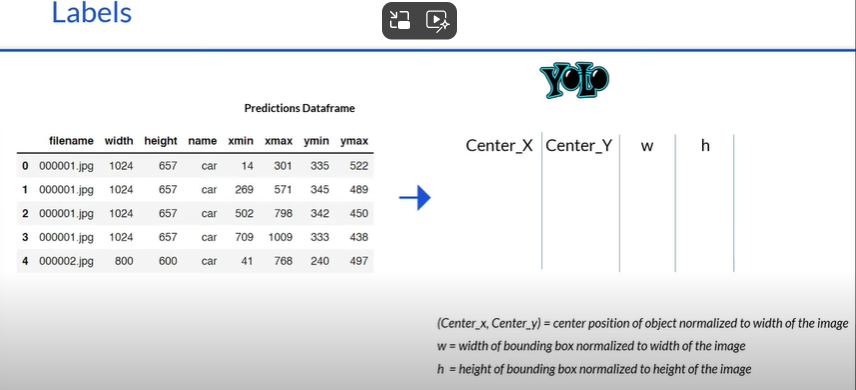 Labels
YOLO
Predictions Dataframe
filename width height name xmin xmax ymin ymax
0 000001.jpg 1024 657 car 14 301 335 522
1 000001.jpg 1024 657 car 269 571 345 489
2 000001.jpg 1024 657 car 502 798 342 450
3 000001.jpg 1024 657 car 709 1009 333 438
4 000002.jpg 800 600 car 41 768 240 497
Center_X Center_Y w h
(Center_x, Center_y) = center position of object normalized to width of the image
w = width of bounding box normalized to width of the image
h = height of bounding box normalized to height of the image